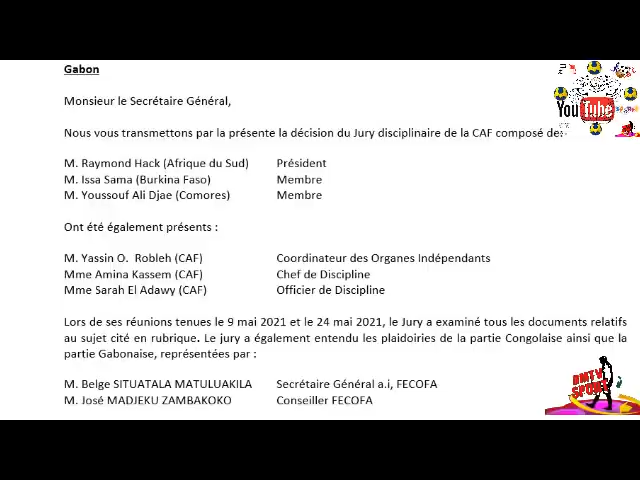 Gabon
Monsieur le Secrétaire Général,
Nous vous transmettons par la présente la décision du Jury disciplinaire de la CAF composé de:
M. Raymond Hack (Afrique du Sud) Président
M. Issa Sama (Burkina Faso) Membre
M. Youssouf Ali Djae (Comores) Membre
Ont été également présents :
M. Yassin O. Robleh (CAF) Coordinateur des Organes Indépendants
Mme Amina Kassem (CAF) Chef de Discipline
Mme Sarah El Adawy (CAF) Officier de Discipline
Lors de ses réunions tenues le 9 mai 2021 et le 24 mai 2021, le Jury a examiné tous les documents relatifs
au sujet cité en rubrique. Le jury a également entendu les plaidoiries de la partie Congolaise ainsi que la
partie Gabonaise, représentées par :
M. Belge SITUATALA MATULUAKILA Secrétaire Général a.i, FECOFA
M. José MADJEKU ZAMBAKOKO Conseiller FECOFA
YouTube
BMTV
SPORT